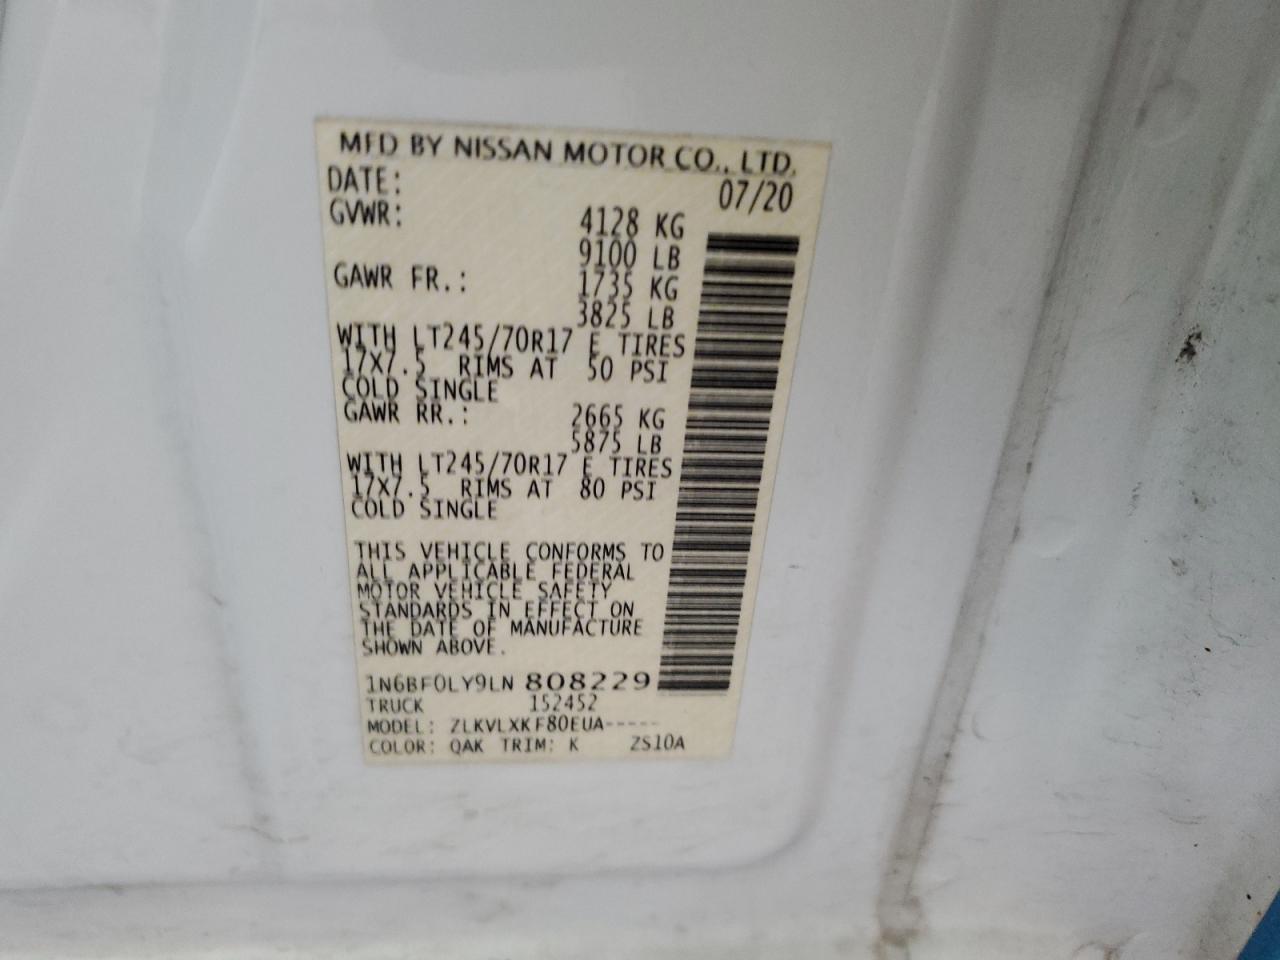 MFD BY NISSAN MOTOR CO., LTD.
DATE: 07/20
GVWR: 4128 KG
9100 LB
GAWR FR.: 1735 KG
3825 LB
WITH LT245/70R17 E TIRES
17X7.5 RIMS AT 50 PSI
COLD SINGLE
GAWR RR.: 2665 KG
5875 LB
WITH LT245/70R17 E TIRES
17X7.5 RIMS AT 80 PSI
COLD SINGLE
THIS VEHICLE CONFORMS TO
ALL APPLICABLE FEDERAL
MOTOR VEHICLE SAFETY
STANDARDS IN EFFECT ON
THE DATE OF MANUFACTURE
SHOWN ABOVE.
1N6BF0LY9LN 808229
TRUCK 152452
MODEL: ZLKVLXKF80EUA-----
COLOR: QAK TRIM: K ZS10A